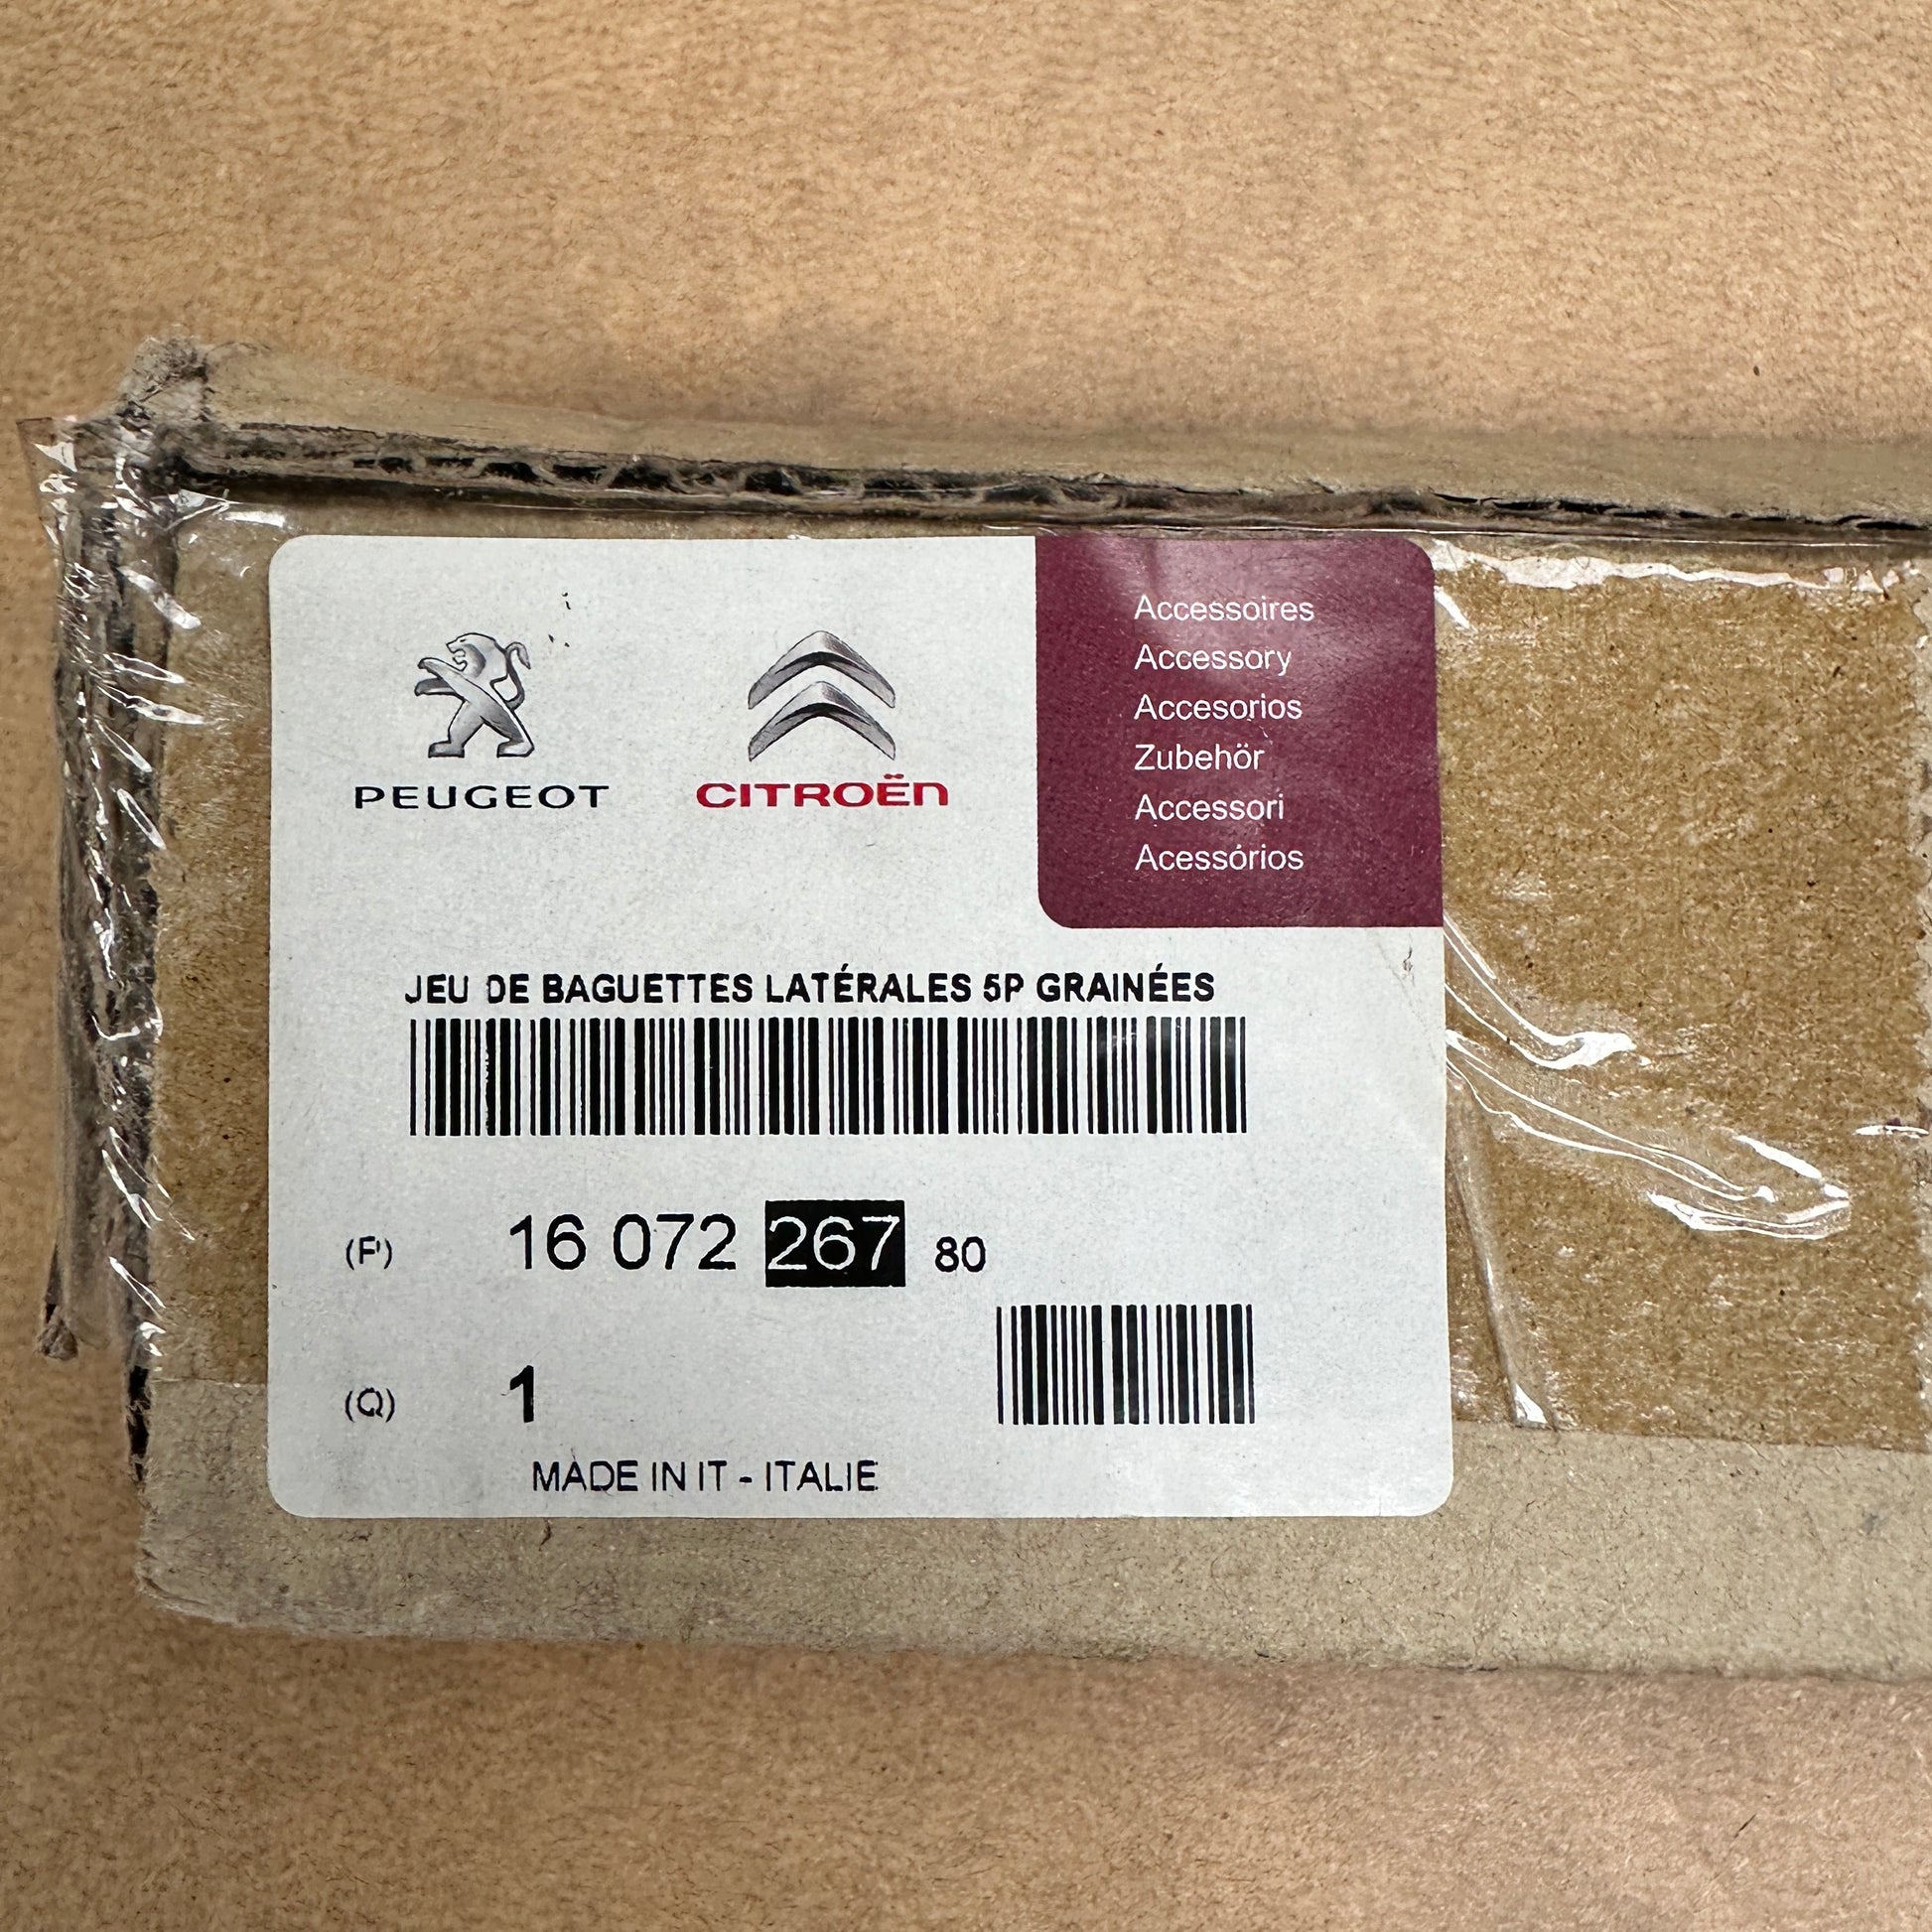 PEUGEOT
CITROËN
Accessoires
Accessory
Accesorios
Zubehör
Accessori
Acessórios
JEU DE BAGUETTES LATÉRALES 5P GRAINÉES
(P) 16 072 267 80
(Q) 1
MADE IN IT - ITALIE